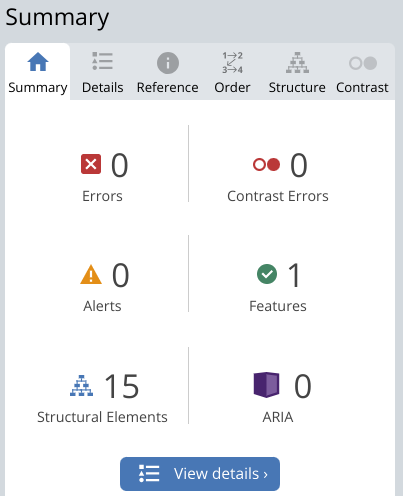 Summary
Summary Details Reference Order Structure Contrast
0 0
Errors Contrast Errors
0 1
Alerts Features
15 0
Structural Elements ARIA
View details ›